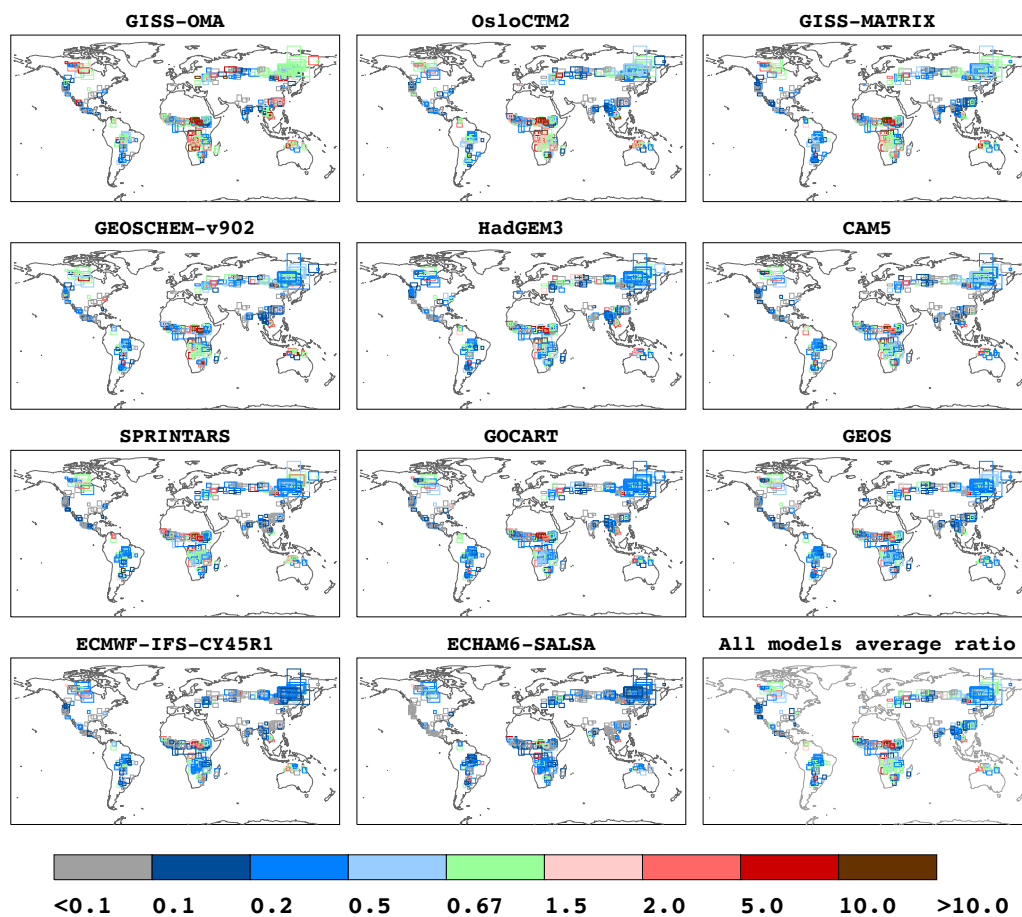 GISS-OMA OsloCTM2 GISS-MATRIX
GEOSCHEM-v902 HadGEM3 CAM5
SPRINTARS GOCART GEOS
ECMWF-IFS-CY45R1 ECHAM6-SALSA All models average ratio
<0.1 0.1 0.2 0.5 0.67 1.5 2.0 5.0 10.0 >10.0